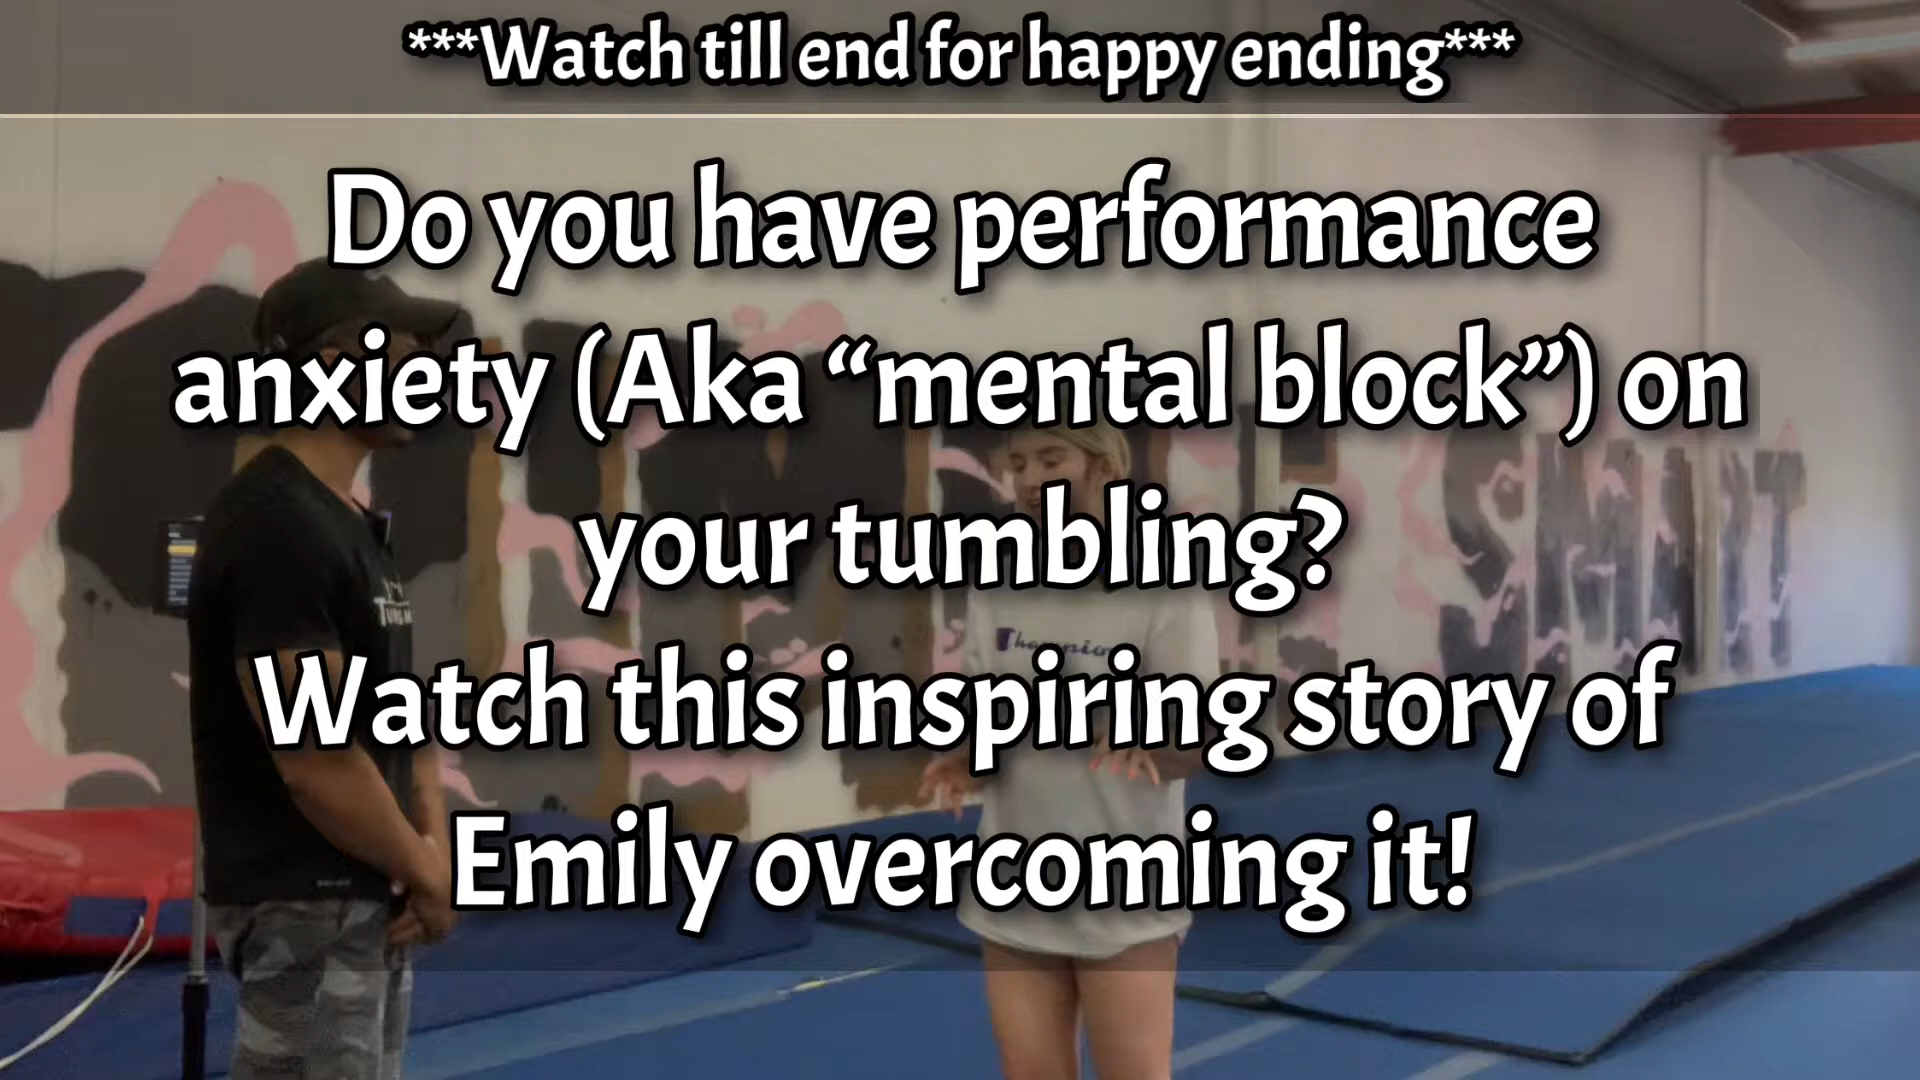 ***Watch till end for happy ending***
Do you have performance
anxiety (Aka “mental block”) on
your tumbling?
Watch this inspiring story of
Emily overcoming it!
Champion